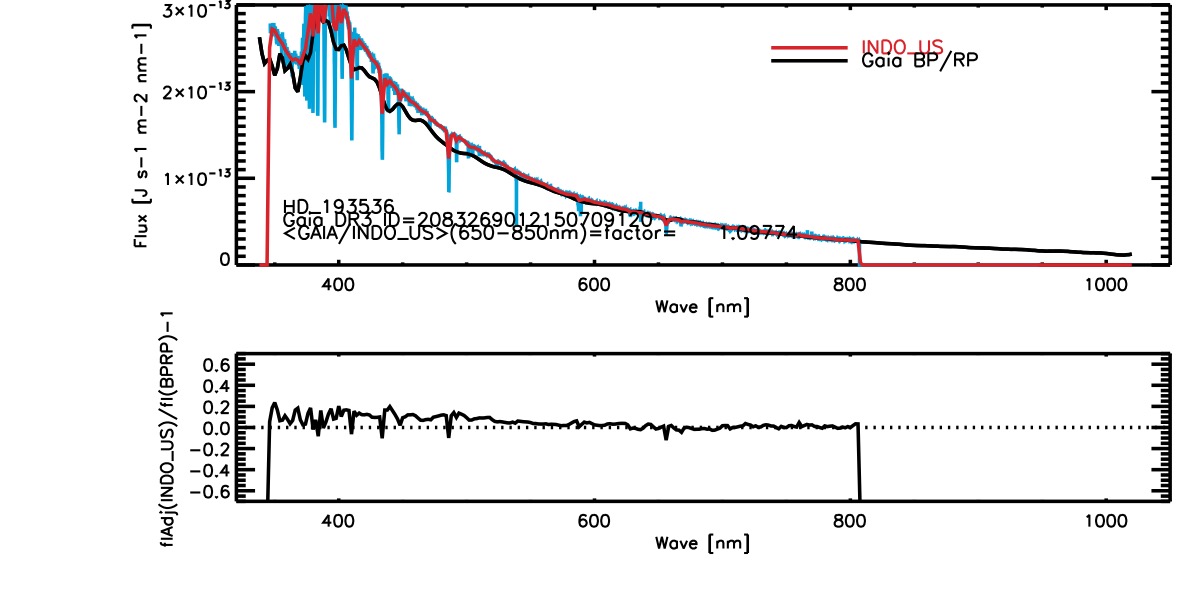 3×10−13
2×10−13
1×10−13
0
Flux [J s−1 m−2 nm−1]
INDO_US
Gaia BP/RP
HD_193536
Gaia DR3 ID=2083269012150709120
<GAIA/INDO_US>(650−850nm)=factor= 1.09774
400 600 800 1000
Wave [nm]
flAdj(INDO_US)/fl(BPRP)−1
0.6
0.4
0.2
0.0
−0.2
−0.4
−0.6
400 600 800 1000
Wave [nm]